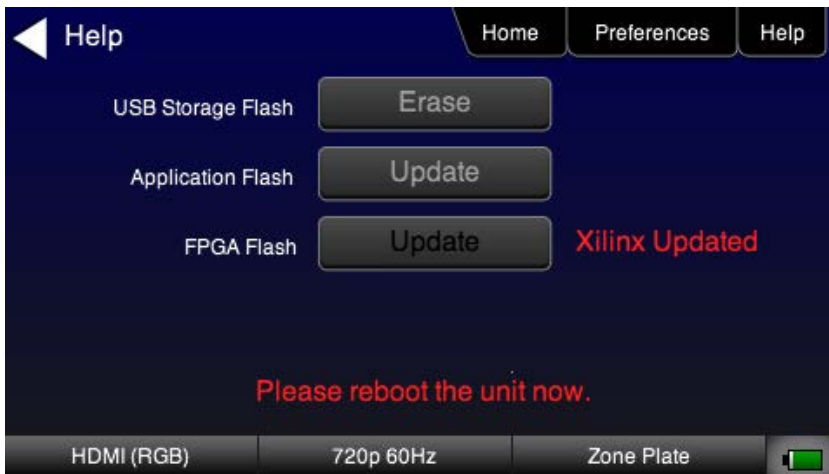 Help
Home
Preferences
Help
USB Storage Flash
Erase
Application Flash
Update
FPGA Flash
Update
Xilinx Updated
Please reboot the unit now.
HDMI (RGB)
720p 60Hz
Zone Plate